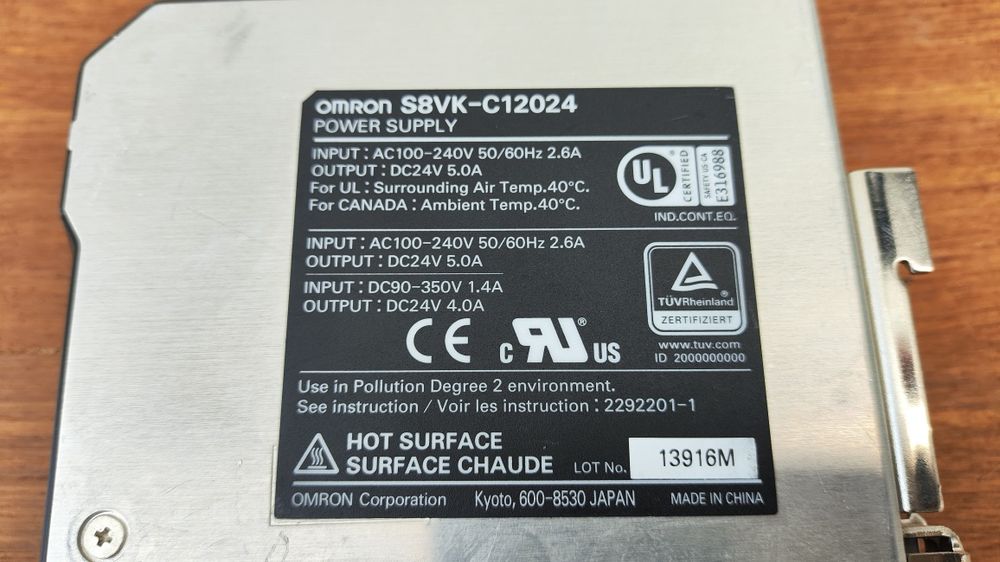 OMRON S8VK-C12024
POWER SUPPLY
INPUT : AC100-240V 50/60Hz 2.6A
OUTPUT : DC24V 5.0A
For UL : Surrounding Air Temp.40°C.
For CANADA : Ambient Temp.40°C.
UL ® CERTIFIED SAFETY US-CA E316988
IND.CONT.EQ.
INPUT : AC100-240V 50/60Hz 2.6A
OUTPUT : DC24V 5.0A
INPUT : DC90-350V 1.4A
OUTPUT : DC24V 4.0A
TÜVRheinland®
ZERTIFIZIERT
www.tuv.com
ID 2000000000
CE c RU ® US
Use in Pollution Degree 2 environment.
See instruction / Voir les instruction : 2292201-1
HOT SURFACE
SURFACE CHAUDE
LOT No. 13916M
OMRON Corporation Kyoto, 600-8530 JAPAN MADE IN CHINA